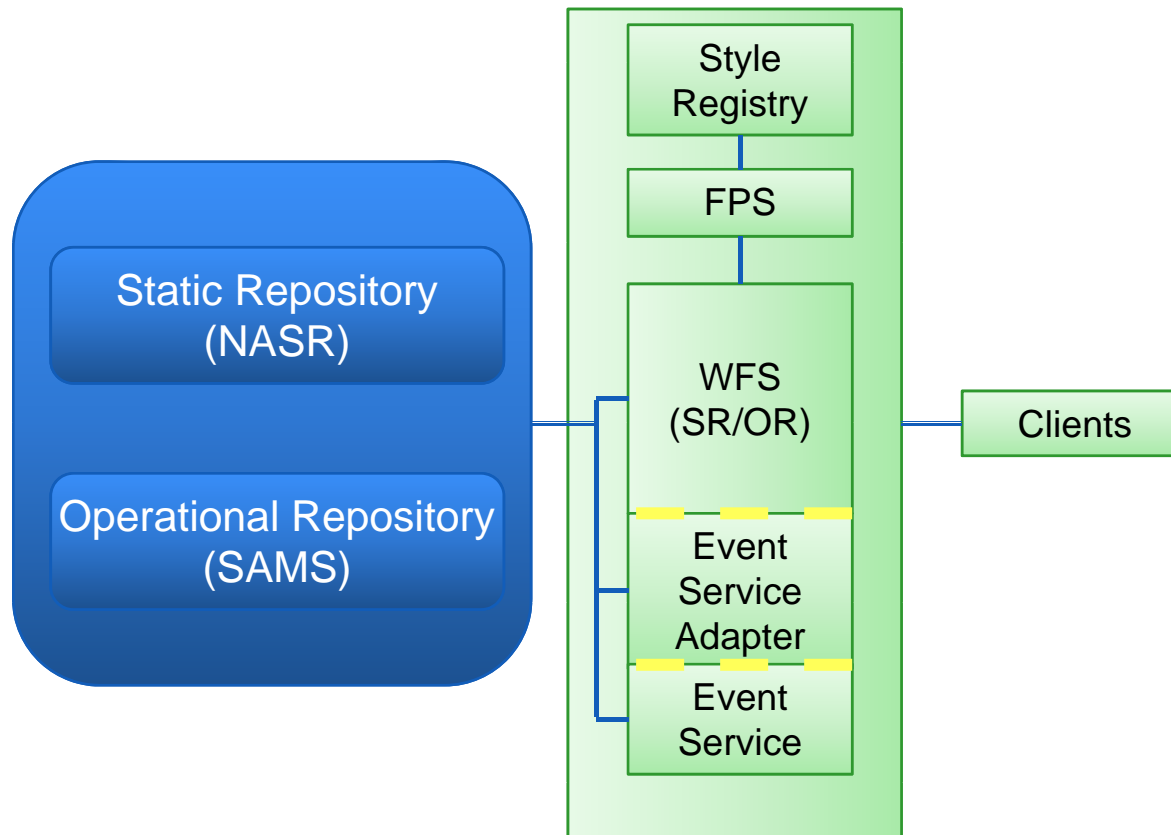 Style
Registry
FPS
Static Repository
(NASR)
WFS
(SR/OR)
Clients
Operational Repository
(SAMS)
Event
Service
Adapter
Event
Service